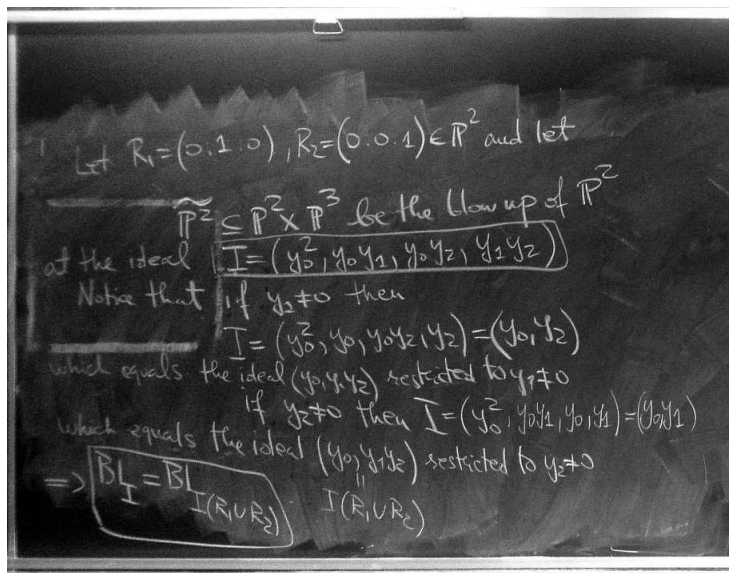 Let R₁=(0:1:0), R₂=(0:0:1)∈ℙ² and let
ℙ̃² ⊆ ℙ²×ℙ³ be the blow up of ℙ²
at the ideal I=(y₀², y₀y₁, y₀y₂, y₁y₂)
Notice that if y₁≠0 then
I=(y₀², y₀, y₀y₂, y₂)=(y₀,y₂)
which equals the ideal (y₀,y₁y₂) restricted to y₁≠0
if y₂≠0 then I=(y₀², y₀y₁, y₀, y₁)=(y₀,y₁)
which equals the ideal (y₀,y₁y₂) restricted to y₂≠0
=> Bl_I = Bl_I(R₁∪R₂) || I(R₁∪R₂)